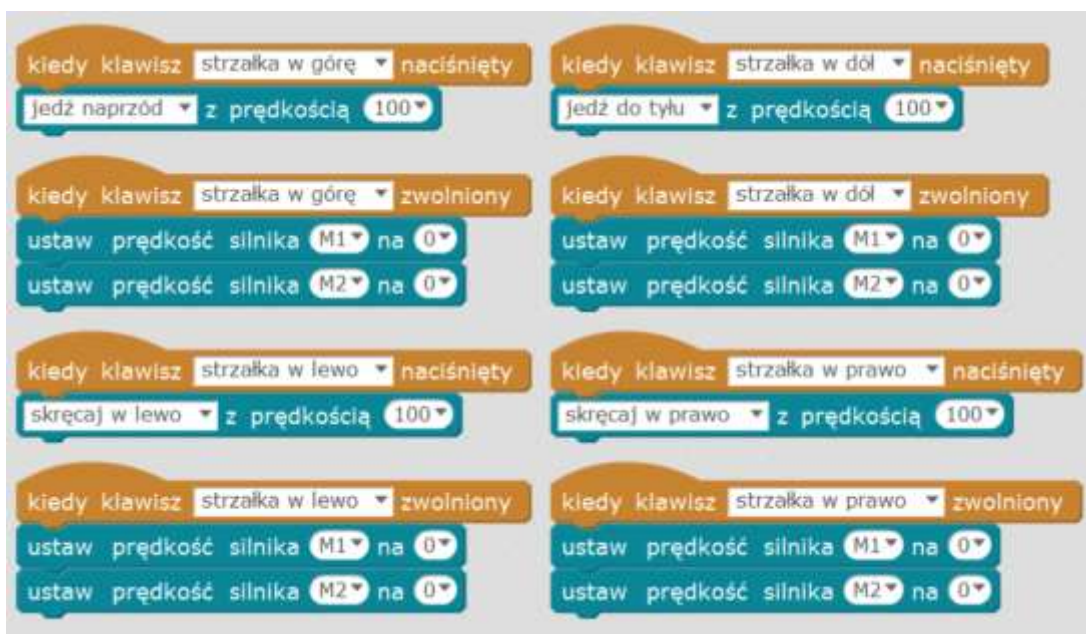 kiedy klawisz strzałka w górę naciśnięty
jedź naprzód z prędkością 100
kiedy klawisz strzałka w dół naciśnięty
jedź do tyłu z prędkością 100
kiedy klawisz strzałka w górę zwolniony
ustaw prędkość silnika M1 na 0
ustaw prędkość silnika M2 na 0
kiedy klawisz strzałka w dół zwolniony
ustaw prędkość silnika M1 na 0
ustaw prędkość silnika M2 na 0
kiedy klawisz strzałka w lewo naciśnięty
skręcaj w lewo z prędkością 100
kiedy klawisz strzałka w prawo naciśnięty
skręcaj w prawo z prędkością 100
kiedy klawisz strzałka w lewo zwolniony
ustaw prędkość silnika M1 na 0
ustaw prędkość silnika M2 na 0
kiedy klawisz strzałka w prawo zwolniony
ustaw prędkość silnika M1 na 0
ustaw prędkość silnika M2 na 0